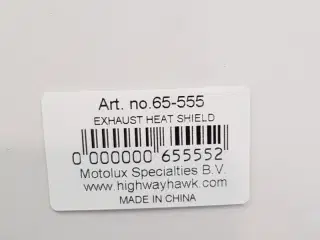 Art. no.65-555
EXHAUST HEAT SHIELD
0 000000 655552
Motolux Specialties B.V.
www.highwayhawk.com
MADE IN CHINA